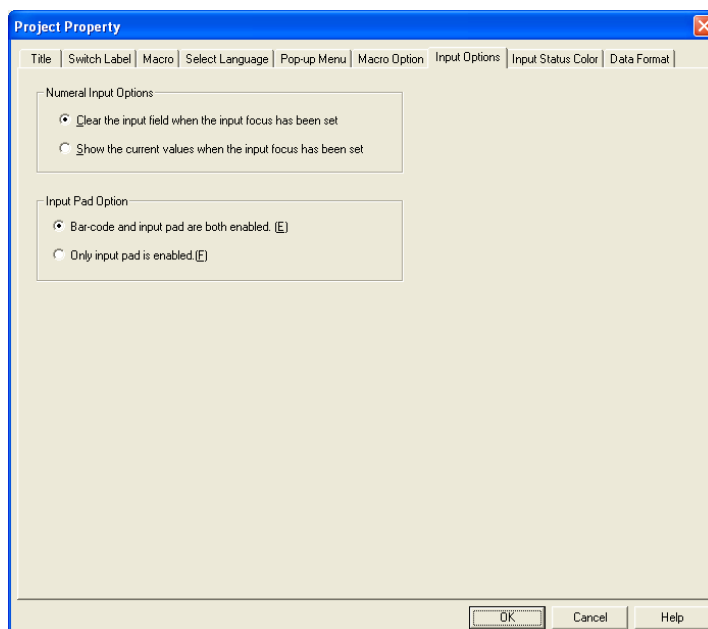 Project Property
Title Switch Label Macro Select Language Pop-up Menu Macro Option Input Options Input Status Color Data Format
Numeral Input Options
Clear the input field when the input focus has been set
Show the current values when the input focus has been set
Input Pad Option
Bar-code and input pad are both enabled. (E)
Only input pad is enabled.(F)
OK Cancel Help